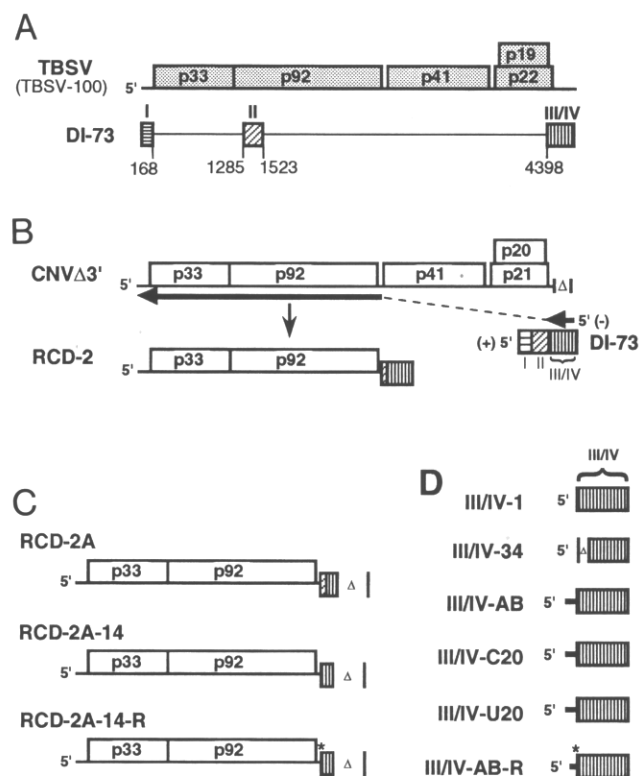 A
TBSV
(TBSV-100)
5'
p33
p92
p41
p19
p22
DI-73
I
II
III/IV
168
1285
1523
4398
B
CNVΔ3'
5'
p33
p92
p41
p20
p21
Δ
5' (-)
(+) 5'
DI-73
I
II
III/IV
RCD-2
5'
p33
p92
C
RCD-2A
5'
p33
p92
Δ
RCD-2A-14
5'
p33
p92
Δ
RCD-2A-14-R
5'
p33
p92
*
Δ
D
III/IV
III/IV-1
5'
III/IV-34
5'
Δ
III/IV-AB
5'
III/IV-C20
5'
III/IV-U20
5'
III/IV-AB-R
5'
*